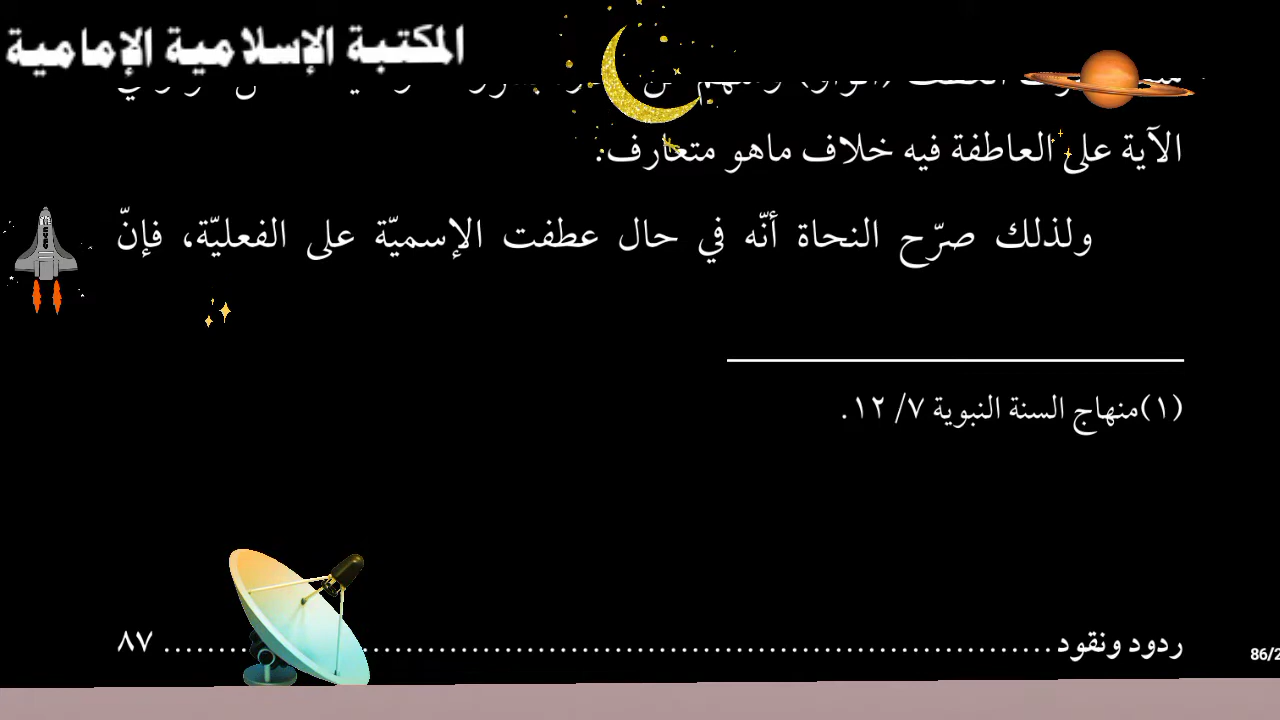 المكتبة الإسلامية الإمامية
الآية على العاطفة فيه خلاف ماهو متعارف.
ولذلك صرّح النحاة أنّه في حال عطفت الإسميّة على الفعليّة، فإنّ
(١)منهاج السنة النبوية ٧/ ١٢.
ردود ونقود ..................................................................... ٨٧
86/2